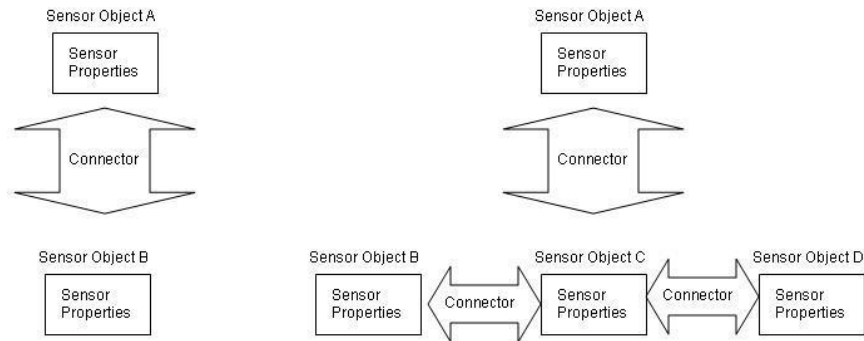 Sensor Object A
Sensor
Properties
Connector
Sensor Object B
Sensor
Properties
Sensor Object A
Sensor
Properties
Connector
Sensor Object B
Sensor
Properties
Connector
Sensor Object C
Sensor
Properties
Connector
Sensor Object D
Sensor
Properties